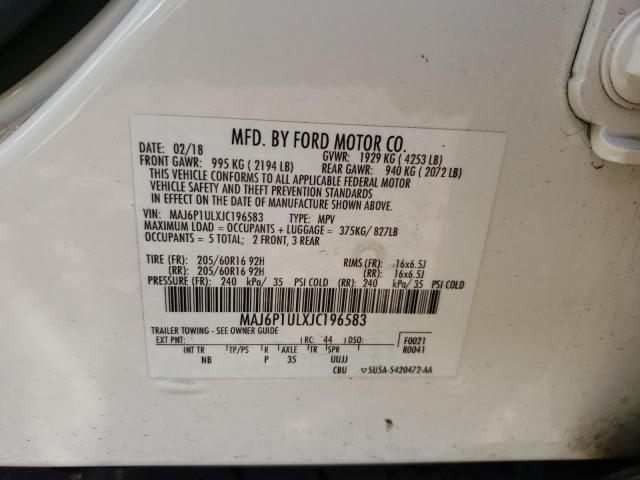 MFD. BY FORD MOTOR CO.
DATE: 02/18 GVWR: 1929 KG ( 4253 LB)
FRONT GAWR: 995 KG ( 2194 LB) REAR GAWR: 940 KG ( 2072 LB)
THIS VEHICLE CONFORMS TO ALL APPLICABLE FEDERAL MOTOR
VEHICLE SAFETY AND THEFT PREVENTION STANDARDS
IN EFFECT ON THE DATE OF MANUFACTURE SHOWN ABOVE.
VIN: MAJ6P1ULXJC196583 TYPE: MPV
MAXIMUM LOAD = OCCUPANTS + LUGGAGE = 375KG/ 827LB
OCCUPANTS = 5 TOTAL; 2 FRONT, 3 REAR
TIRE (FR): 205/60R16 92H RIMS (FR): 16x6.5J
(RR): 205/60R16 92H (RR): 16x6.5J
PRESSURE (FR): 240 kPa/ 35 PSI COLD (RR): 240 kPa/ 35 PSI COLD
MAJ6P1ULXJC196583
TRAILER TOWING - SEE OWNER GUIDE
EXT PNT: RC: 44 DSO: F0021
R0041
INT TR TP/PS R AXLE TR SPR
NB P 35 UUJJ
CBU ▽5U5A-5420472-AA